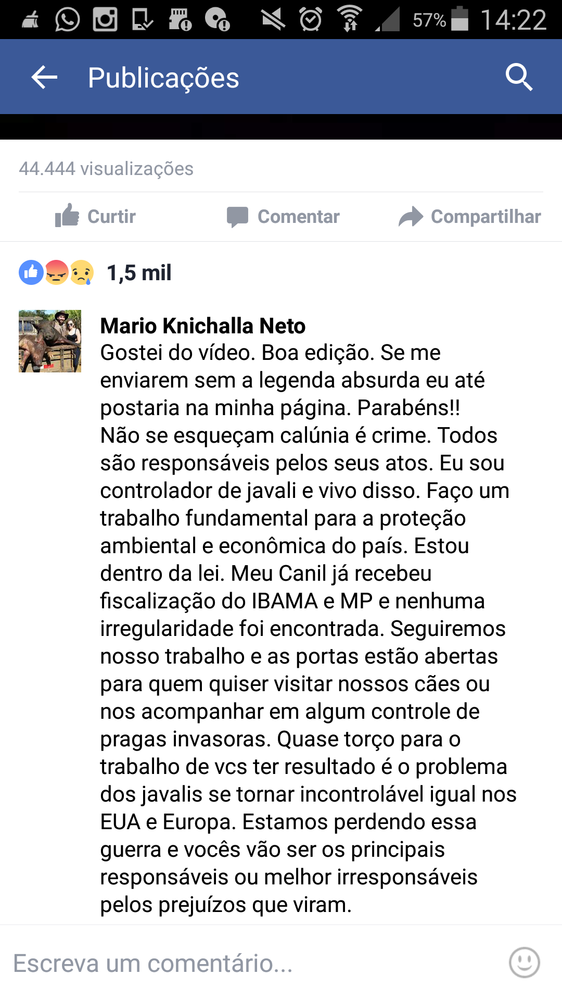 57% 14:22
Publicações
44.444 visualizações
Curtir Comentar Compartilhar
1,5 mil
Mario Knichalla Neto
Gostei do vídeo. Boa edição. Se me
enviarem sem a legenda absurda eu até
postaria na minha página. Parabéns!!
Não se esqueçam calúnia é crime. Todos
são responsáveis pelos seus atos. Eu sou
controlador de javali e vivo disso. Faço um
trabalho fundamental para a proteção
ambiental e econômica do país. Estou
dentro da lei. Meu Canil já recebeu
fiscalização do IBAMA e MP e nenhuma
irregularidade foi encontrada. Seguiremos
nosso trabalho e as portas estão abertas
para quem quiser visitar nossos cães ou
nos acompanhar em algum controle de
pragas invasoras. Quase torço para o
trabalho de vcs ter resultado é o problema
dos javalis se tornar incontrolável igual nos
EUA e Europa. Estamos perdendo essa
guerra e vocês vão ser os principais
responsáveis ou melhor irresponsáveis
pelos prejuízos que viram.
Escreva um comentário...